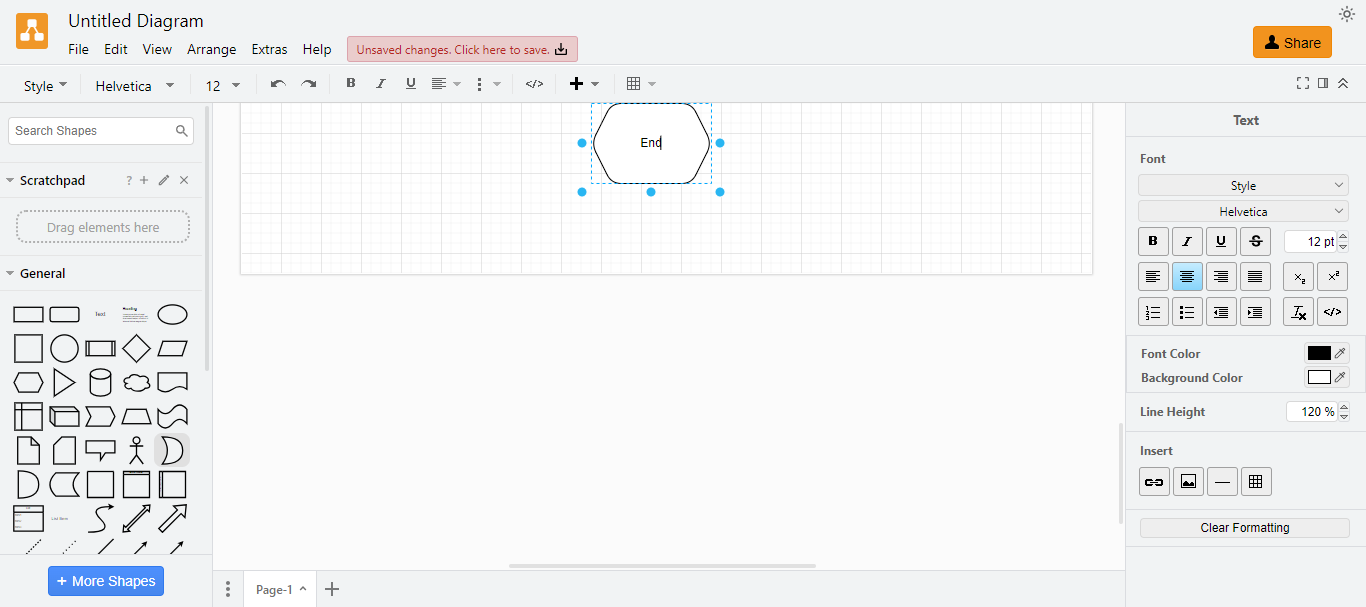 Untitled Diagram
File Edit View Arrange Extras Help Unsaved changes. Click here to save.
Share
Style Helvetica 12 B I U </>
Search Shapes
Scratchpad ? + ×
Drag elements here
General
Text
Heading
List Item
+ More Shapes
End
Page-1
Text
Font
Style
Helvetica
B I U S 12 pt
x₂ x²
</>
Font Color
Background Color
Line Height 120 %
Insert
Clear Formatting